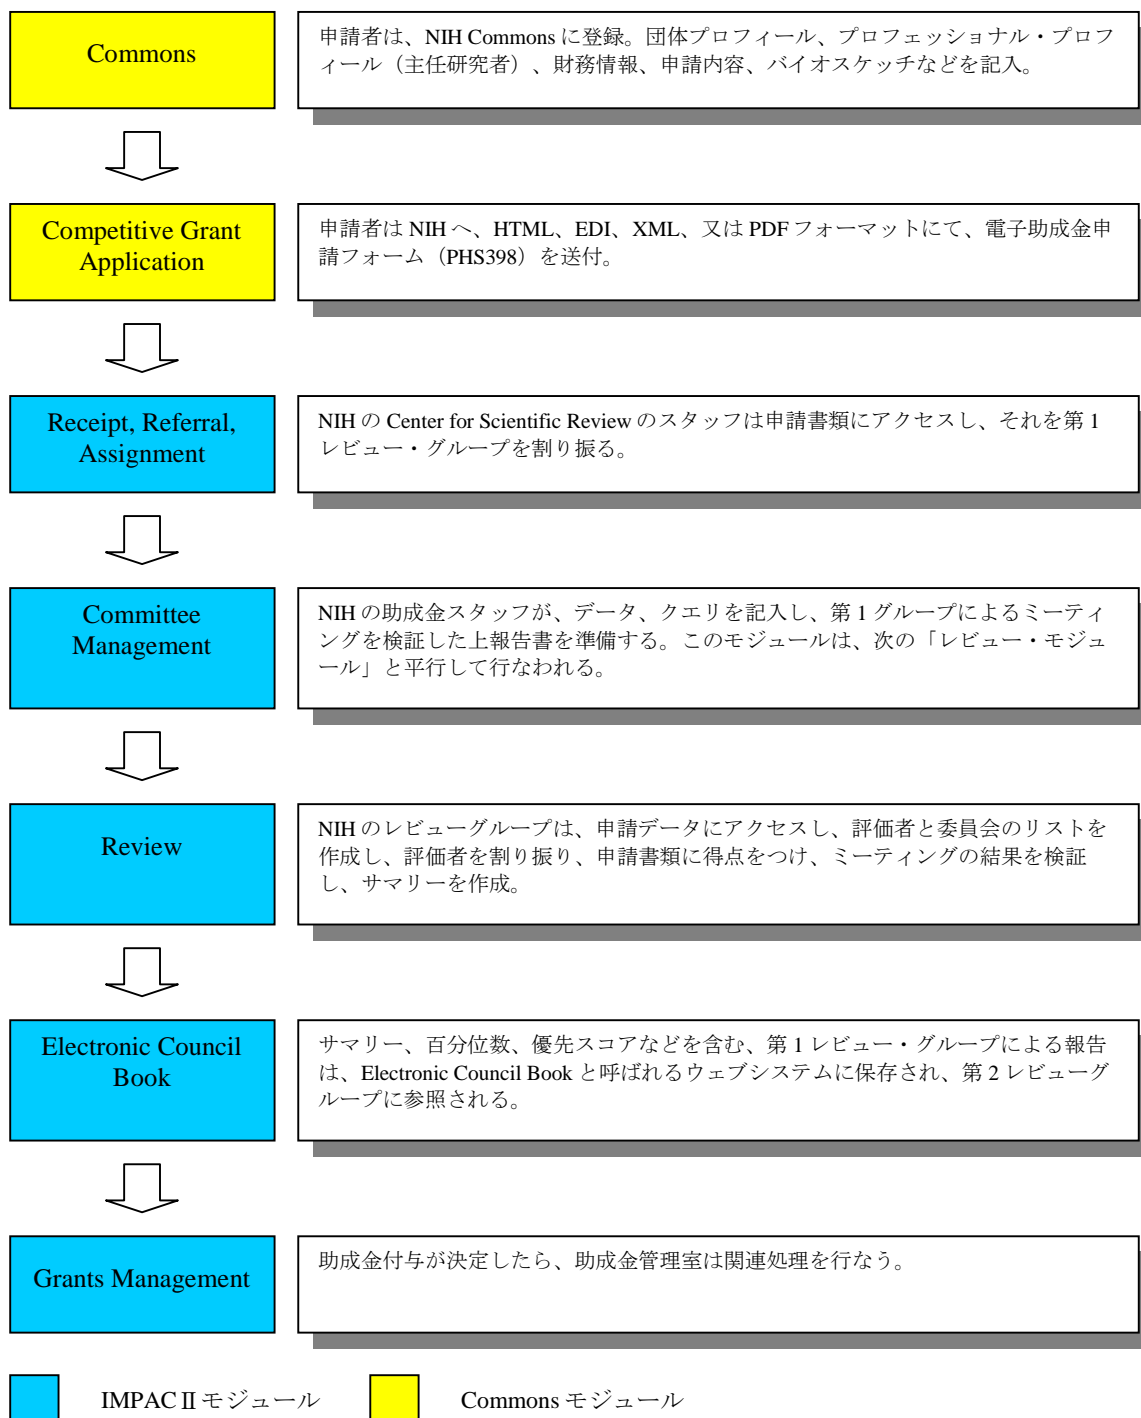 Commons
申請者は、NIH Commons に登録。団体プロフィール、プロフェッショナル・プロフ
ィール（主任研究者）、財務情報、申請内容、バイオスケッチなどを記入。
Competitive Grant
Application
申請者は NIH へ、HTML、EDI、XML、又は PDF フォーマットにて、電子助成金申
請フォーム（PHS398）を送付。
Receipt, Referral,
Assignment
NIH の Center for Scientific Review のスタッフは申請書類にアクセスし、それを第 1
レビュー・グループを割り振る。
Committee
Management
NIH の助成金スタッフが、データ、クエリを記入し、第 1 グループによるミーティ
ングを検証した上報告書を準備する。このモジュールは、次の「レビュー・モジュ
ール」と平行して行なわれる。
Review
NIH のレビューグループは、申請データにアクセスし、評価者と委員会のリストを
作成し、評価者を割り振り、申請書類に得点をつけ、ミーティングの結果を検証
し、サマリーを作成。
Electronic Council
Book
サマリー、百分位数、優先スコアなどを含む、第 1 レビュー・グループによる報告
は、Electronic Council Book と呼ばれるウェブシステムに保存され、第 2 レビューグ
ループに参照される。
Grants Management
助成金付与が決定したら、助成金管理室は関連処理を行なう。
IMPACⅡモジュール
Commons モジュール